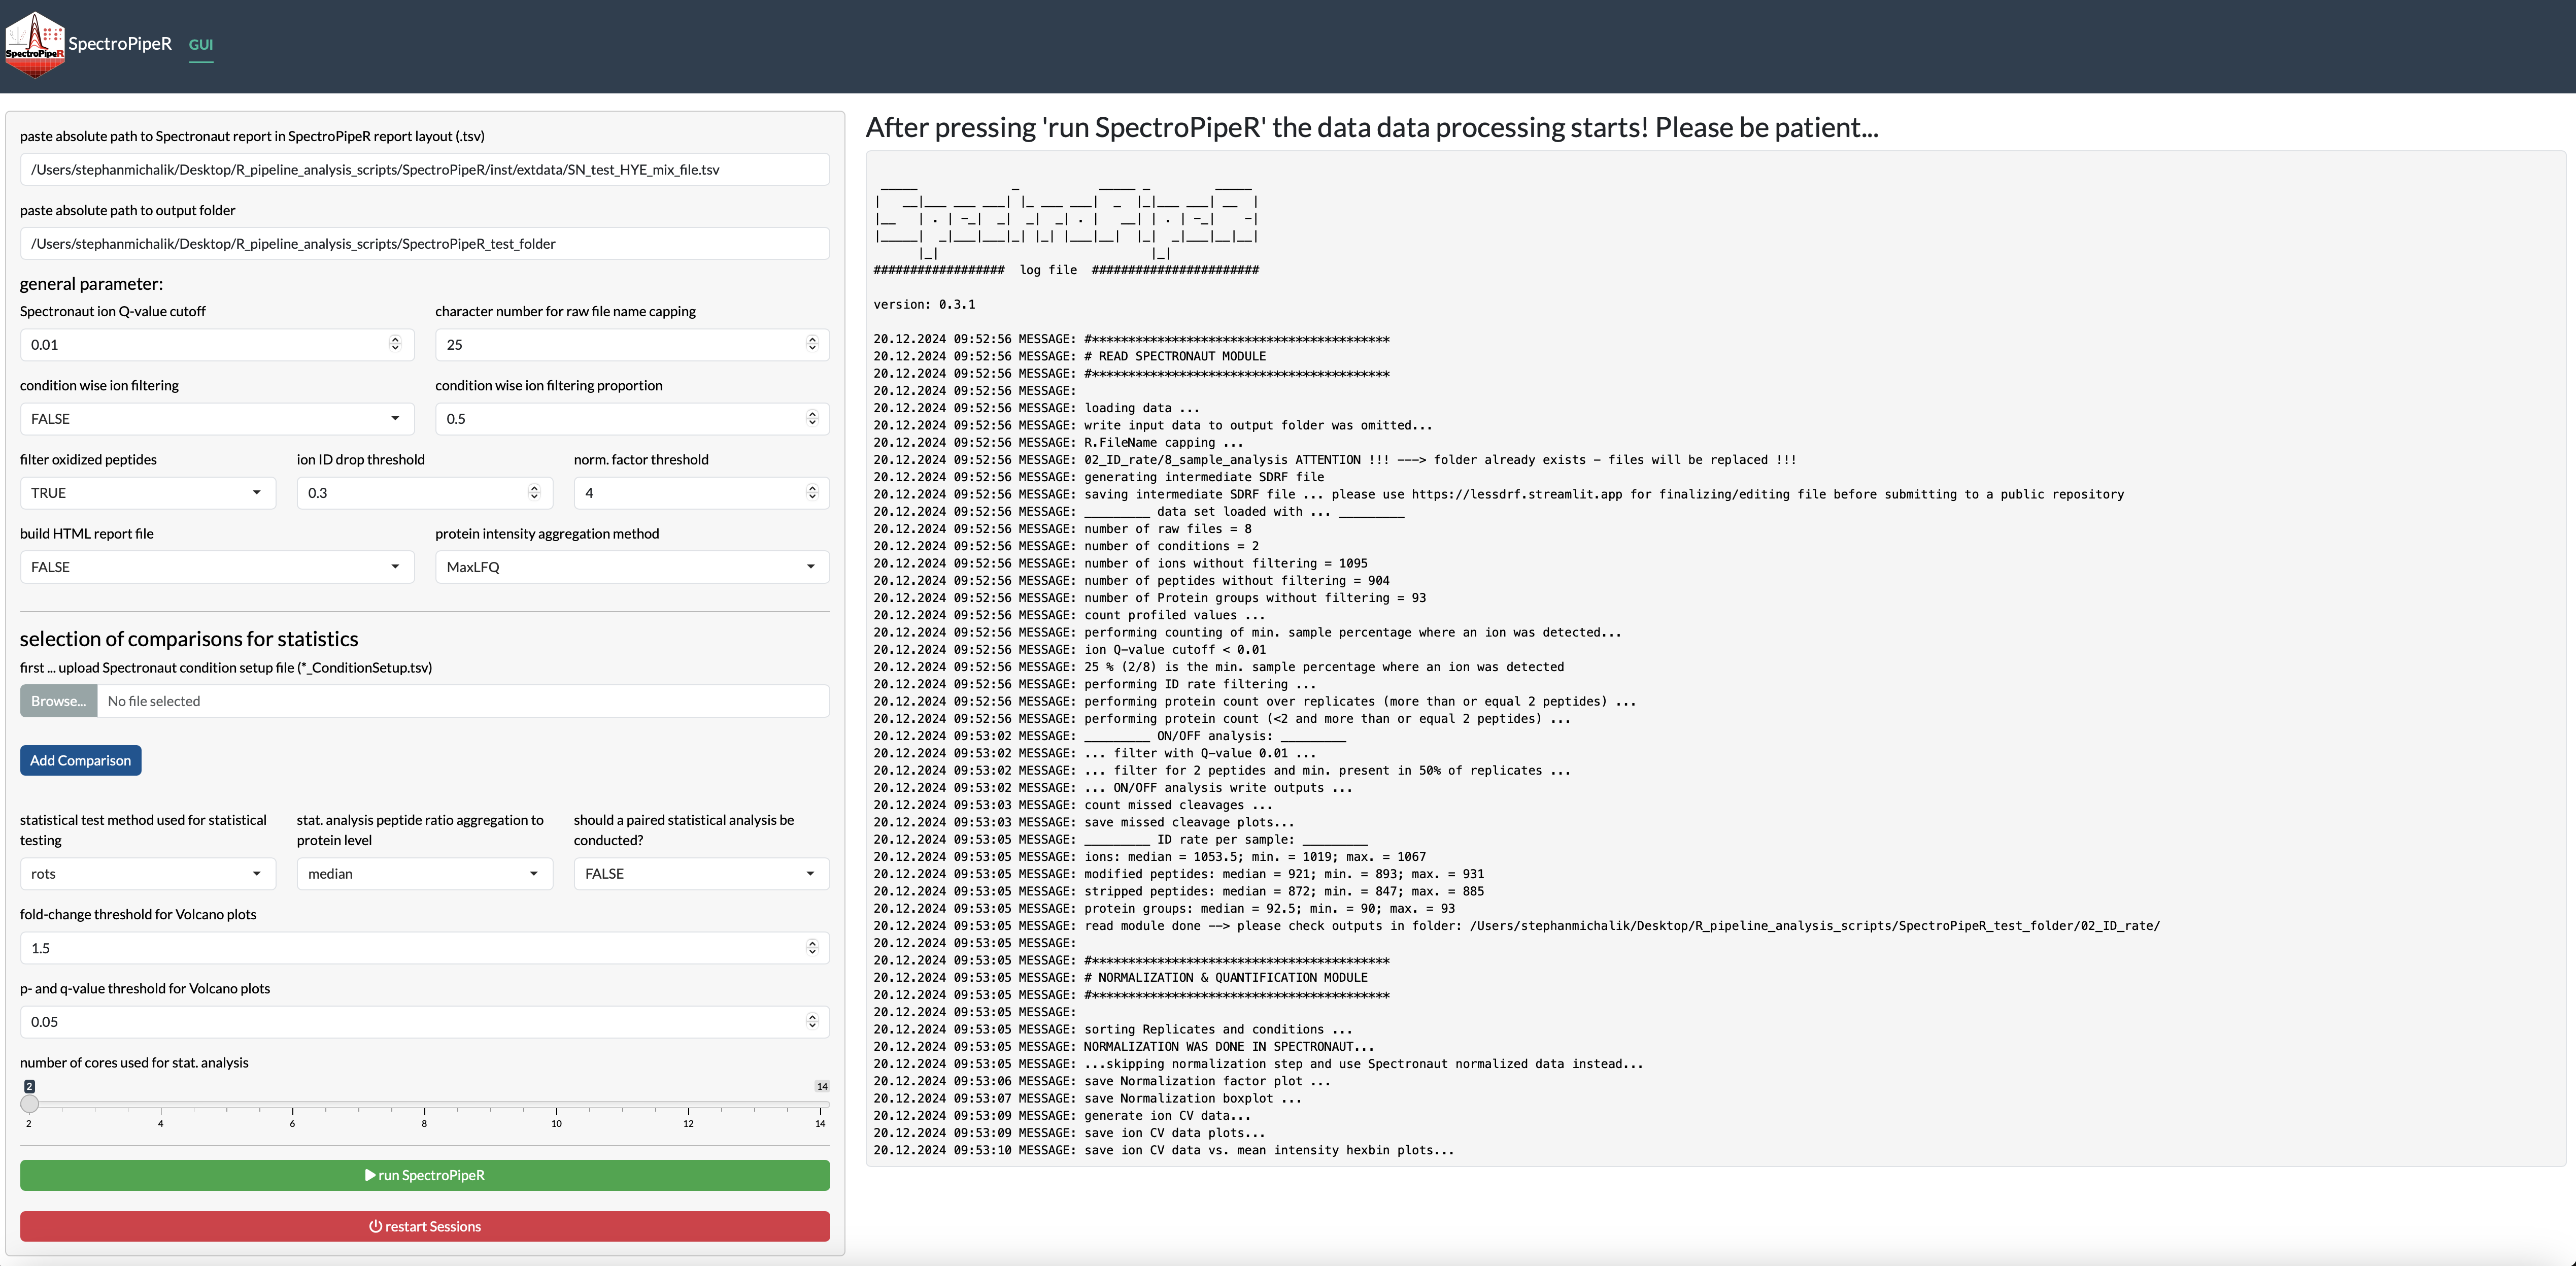 SpectroPipeR
SpectroPipeR GUI
paste absolute path to Spectronaut report in SpectroPipeR report layout (.tsv)
/Users/stephanmichalik/Desktop/R_pipeline_analysis_scripts/SpectroPipeR/inst/extdata/SN_test_HYE_mix_file.tsv
paste absolute path to output folder
/Users/stephanmichalik/Desktop/R_pipeline_analysis_scripts/SpectroPipeR_test_folder
general parameter:
Spectronaut ion Q-value cutoff
0.01
character number for raw file name capping
25
condition wise ion filtering
FALSE
condition wise ion filtering proportion
0.5
filter oxidized peptides
TRUE
ion ID drop threshold
0.3
norm. factor threshold
4
build HTML report file
FALSE
protein intensity aggregation method
MaxLFQ
selection of comparisons for statistics
first ... upload Spectronaut condition setup file (*_ConditionSetup.tsv)
Browse... No file selected
Add Comparison
statistical test method used for statistical
testing
rots
stat. analysis peptide ratio aggregation to
protein level
median
should a paired statistical analysis be
conducted?
FALSE
fold-change threshold for Volcano plots
1.5
p- and q-value threshold for Volcano plots
0.05
number of cores used for stat. analysis
2 14
2 4 6 8 10 12 14
run SpectroPipeR
restart Sessions
After pressing 'run SpectroPipeR' the data data processing starts! Please be patient...
################## log file #######################
version: 0.3.1
20.12.2024 09:52:56 MESSAGE: #*****************************************
20.12.2024 09:52:56 MESSAGE: # READ SPECTRONAUT MODULE
20.12.2024 09:52:56 MESSAGE: #*****************************************
20.12.2024 09:52:56 MESSAGE:
20.12.2024 09:52:56 MESSAGE: loading data ...
20.12.2024 09:52:56 MESSAGE: write input data to output folder was omitted...
20.12.2024 09:52:56 MESSAGE: R.FileName capping ...
20.12.2024 09:52:56 MESSAGE: 02_ID_rate/8_sample_analysis ATTENTION !!! ---> folder already exists - files will be replaced !!!
20.12.2024 09:52:56 MESSAGE: generating intermediate SDRF file
20.12.2024 09:52:56 MESSAGE: saving intermediate SDRF file ... please use https://lessdrf.streamlit.app for finalizing/editing file before submitting to a public repository
20.12.2024 09:52:56 MESSAGE: _________ data set loaded with ... _________
20.12.2024 09:52:56 MESSAGE: number of raw files = 8
20.12.2024 09:52:56 MESSAGE: number of conditions = 2
20.12.2024 09:52:56 MESSAGE: number of ions without filtering = 1095
20.12.2024 09:52:56 MESSAGE: number of peptides without filtering = 904
20.12.2024 09:52:56 MESSAGE: number of Protein groups without filtering = 93
20.12.2024 09:52:56 MESSAGE: count profiled values ...
20.12.2024 09:52:56 MESSAGE: performing counting of min. sample percentage where an ion was detected...
20.12.2024 09:52:56 MESSAGE: ion Q-value cutoff < 0.01
20.12.2024 09:52:56 MESSAGE: 25 % (2/8) is the min. sample percentage where an ion was detected
20.12.2024 09:52:56 MESSAGE: performing ID rate filtering ...
20.12.2024 09:52:56 MESSAGE: performing protein count over replicates (more than or equal 2 peptides) ...
20.12.2024 09:52:56 MESSAGE: performing protein count (<2 and more than or equal 2 peptides) ...
20.12.2024 09:53:02 MESSAGE: _________ ON/OFF analysis: _________
20.12.2024 09:53:02 MESSAGE: ... filter with Q-value 0.01 ...
20.12.2024 09:53:02 MESSAGE: ... filter for 2 peptides and min. present in 50% of replicates ...
20.12.2024 09:53:02 MESSAGE: ... ON/OFF analysis write outputs ...
20.12.2024 09:53:03 MESSAGE: count missed cleavages ...
20.12.2024 09:53:03 MESSAGE: save missed cleavage plots...
20.12.2024 09:53:05 MESSAGE: _________ ID rate per sample: _________
20.12.2024 09:53:05 MESSAGE: ions: median = 1053.5; min. = 1019; max. = 1067
20.12.2024 09:53:05 MESSAGE: modified peptides: median = 921; min. = 893; max. = 931
20.12.2024 09:53:05 MESSAGE: stripped peptides: median = 872; min. = 847; max. = 885
20.12.2024 09:53:05 MESSAGE: protein groups: median = 92.5; min. = 90; max. = 93
20.12.2024 09:53:05 MESSAGE: read module done --> please check outputs in folder: /Users/stephanmichalik/Desktop/R_pipeline_analysis_scripts/SpectroPipeR_test_folder/02_ID_rate/
20.12.2024 09:53:05 MESSAGE:
20.12.2024 09:53:05 MESSAGE: #*****************************************
20.12.2024 09:53:05 MESSAGE: # NORMALIZATION & QUANTIFICATION MODULE
20.12.2024 09:53:05 MESSAGE: #*****************************************
20.12.2024 09:53:05 MESSAGE:
20.12.2024 09:53:05 MESSAGE: sorting Replicates and conditions ...
20.12.2024 09:53:05 MESSAGE: NORMALIZATION WAS DONE IN SPECTRONAUT...
20.12.2024 09:53:05 MESSAGE: ...skipping normalization step and use Spectronaut normalized data instead...
20.12.2024 09:53:06 MESSAGE: save Normalization factor plot ...
20.12.2024 09:53:07 MESSAGE: save Normalization boxplot ...
20.12.2024 09:53:09 MESSAGE: generate ion CV data...
20.12.2024 09:53:09 MESSAGE: save ion CV data plots...
20.12.2024 09:53:10 MESSAGE: save ion CV data vs. mean intensity hexbin plots...